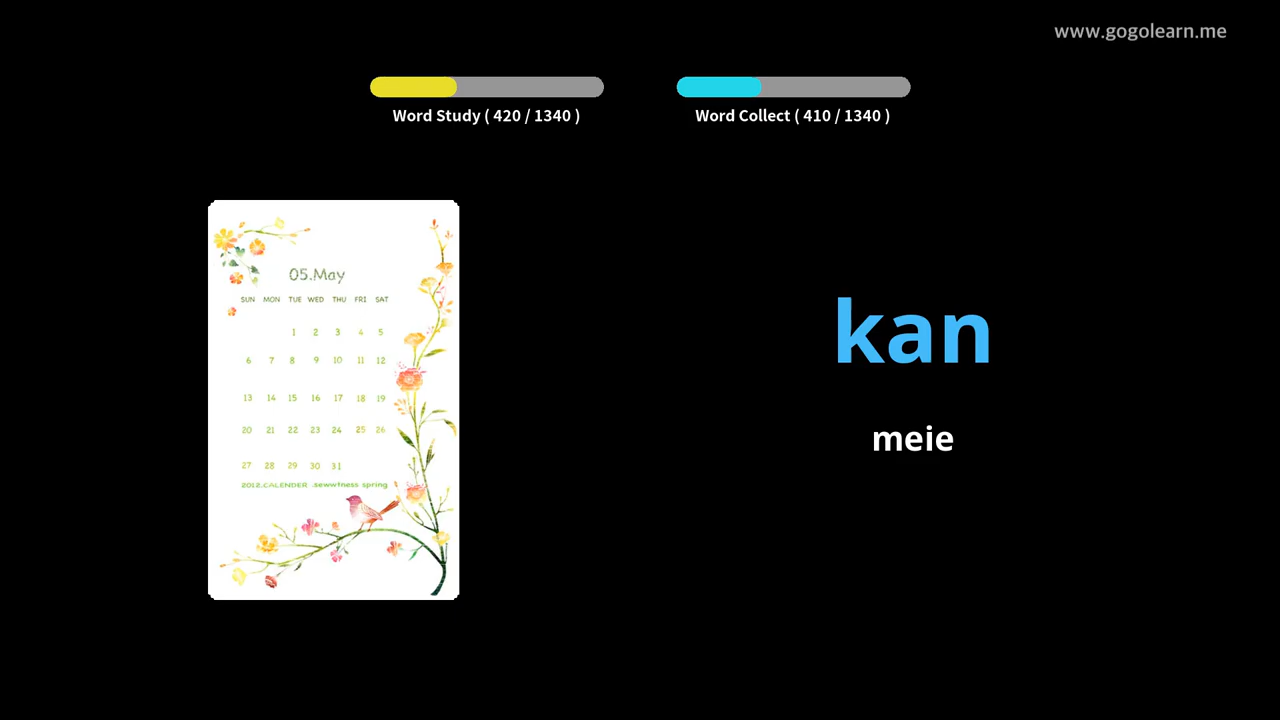 www.gogolearn.me
Word Study ( 420 / 1340 )
Word Collect ( 410 / 1340 )
05.May
SUN MON TUE WED THU FRI SAT
1 2 3 4 5
6 7 8 9 10 11 12
13 14 15 16 17 18 19
20 21 22 23 24 25 26
27 28 29 30 31
2012.CALENDER .sewwtness spring
kan
meie